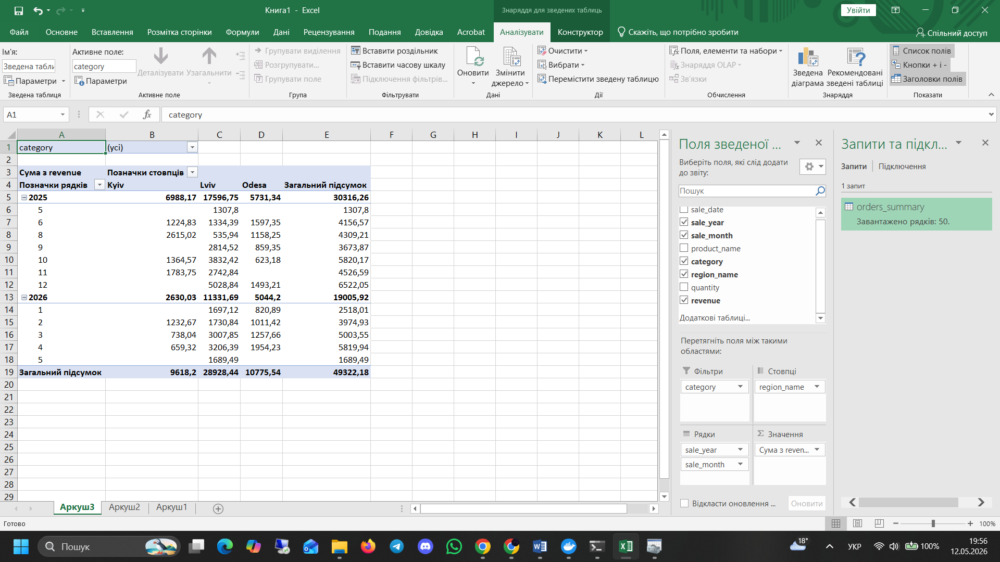 Книга1 - Excel
Знаряддя для зведених таблиць
Увійти
Файл Основне Вставлення Розмітка сторінки Формули Дані Рецензування Подання Довідка Acrobat Аналізувати Конструктор Скажіть, що потрібно зробити Спільний доступ
Ім'я:
Зведена табли
Параметри
Зведена таблиця
Активне поле:
category
Параметри
Деталізувати Узагальнити
Активне поле
Групувати виділення
Розгрупувати...
Групувати поле
Група
Вставити роздільник
Вставити часову шкалу
Підключення фільтрів...
Фільтрувати
Оновити
Змінити джерело
Дані
Очистити
Вибрати
Перемістити зведену таблицю
Дії
Поля, елементи та набори
Знаряддя OLAP
Зв'язки
Обчислення
Зведена діаграма
Рекомендовані зведені таблиці
Знаряддя
Список полів
Кнопки + і -
Заголовки полів
Показати
A1 fx category
A B C D E F G H I J K L
1 category (усі)
2
3 Сума з revenue Позначки стовпців
4 Позначки рядків Kyiv Lviv Odesa Загальний підсумок
5 2025 6988,17 17596,75 5731,34 30316,26
6 5 1307,8 1307,8
7 6 1224,83 1334,39 1597,35 4156,57
8 8 2615,02 535,94 1158,25 4309,21
9 9 2814,52 859,35 3673,87
10 10 1364,57 3832,42 623,18 5820,17
11 11 1783,75 2742,84 4526,59
12 12 5028,84 1493,21 6522,05
13 2026 2630,03 11331,69 5044,2 19005,92
14 1 1697,12 820,89 2518,01
15 2 1232,67 1730,84 1011,42 3974,93
16 3 738,04 3007,85 1257,66 5003,55
17 4 659,32 3206,39 1954,23 5819,94
18 5 1689,49 1689,49
19 Загальний підсумок 9618,2 28928,44 10775,54 49322,18
20
21
22
23
24
25
26
27
28
29
Аркуш3 Аркуш2 Аркуш1
Готово
100%
Поля зведеної ...
Виберіть поля, які слід додати
до звіту:
Пошук
sale_date
sale_year
sale_month
product_name
category
region_name
quantity
revenue
Додаткові таблиці...
Перетягніть поля між такими
областями:
Фільтри
category
Стовпці
region_name
Рядки
sale_year
sale_month
Значення
Сума з reven...
Відкласти оновлення ... Оновити
Запити та підкл...
Запити Підключення
1 запит
orders_summary
Завантажено рядків: 50.
Пошук
18°
УКР
100%
19:56
12.05.2026